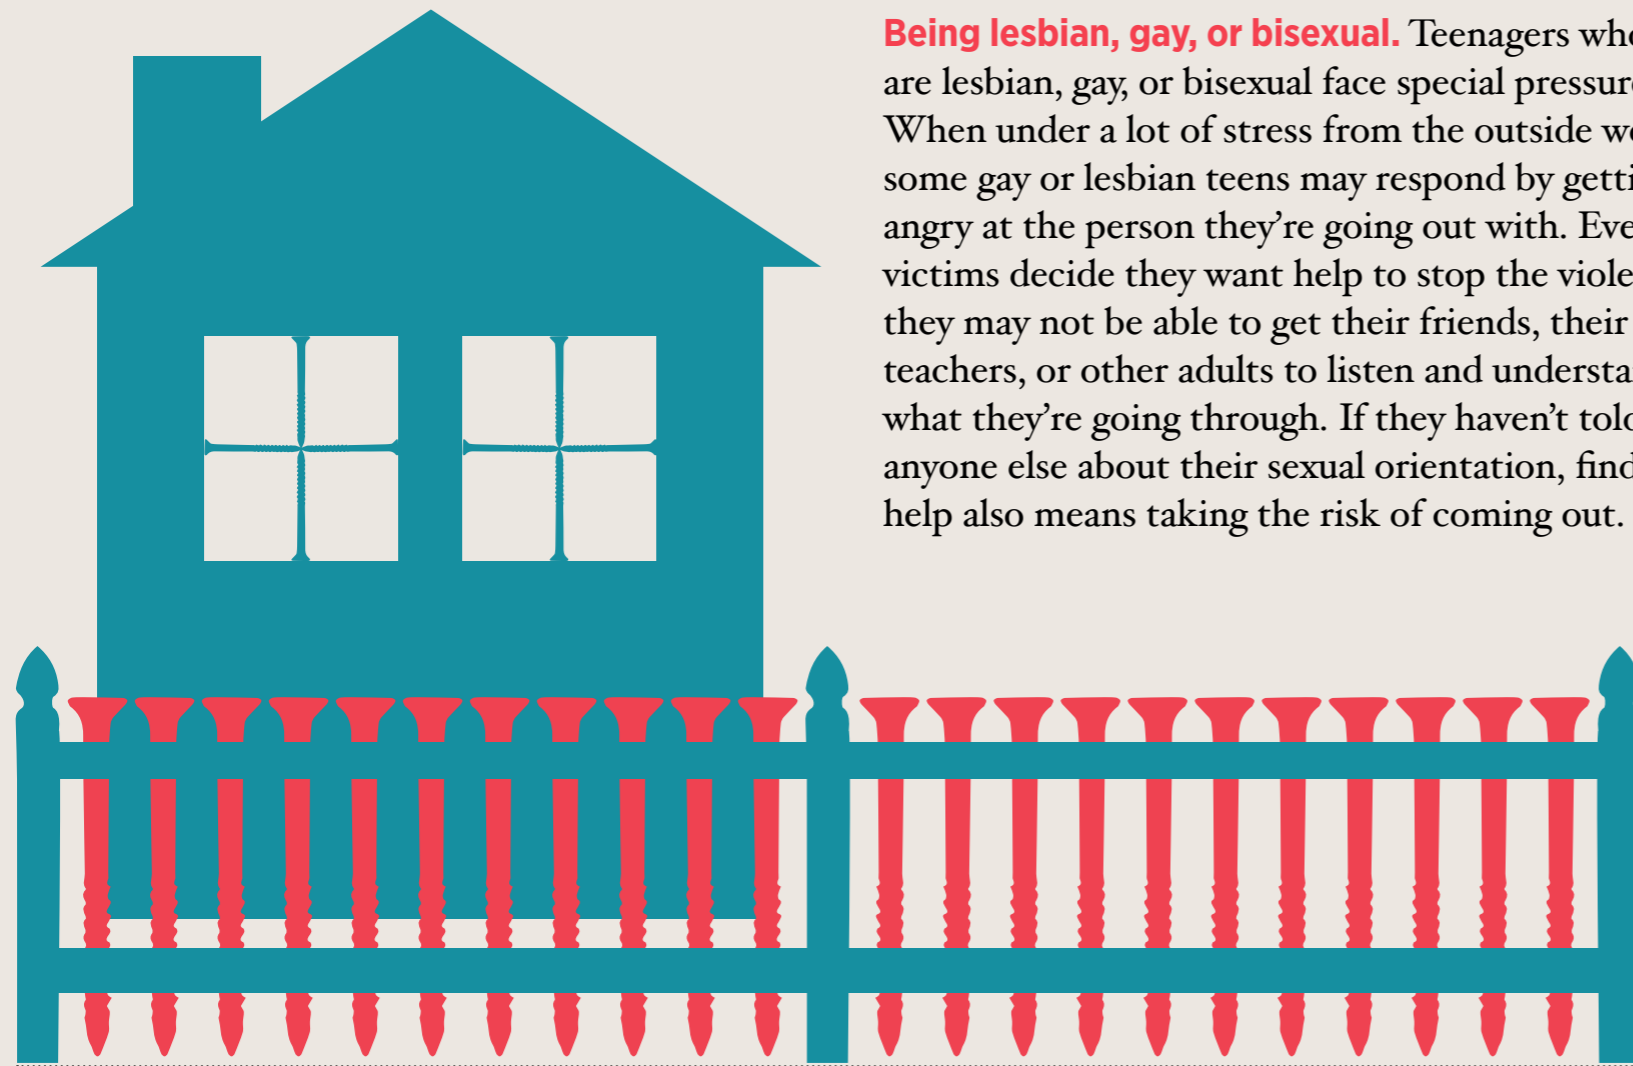 Being lesbian, gay, or bisexual. Teenagers who
are lesbian, gay, or bisexual face special
When under a lot of stress from the outside
some gay or lesbian teens may respond by
angry at the person they’re going out with.
victims decide they want help to stop the
they may not be able to get their friends, their
teachers, or other adults to listen and
what they’re going through. If they haven’t
anyone else about their sexual orientation,
help also means taking the risk of coming out.